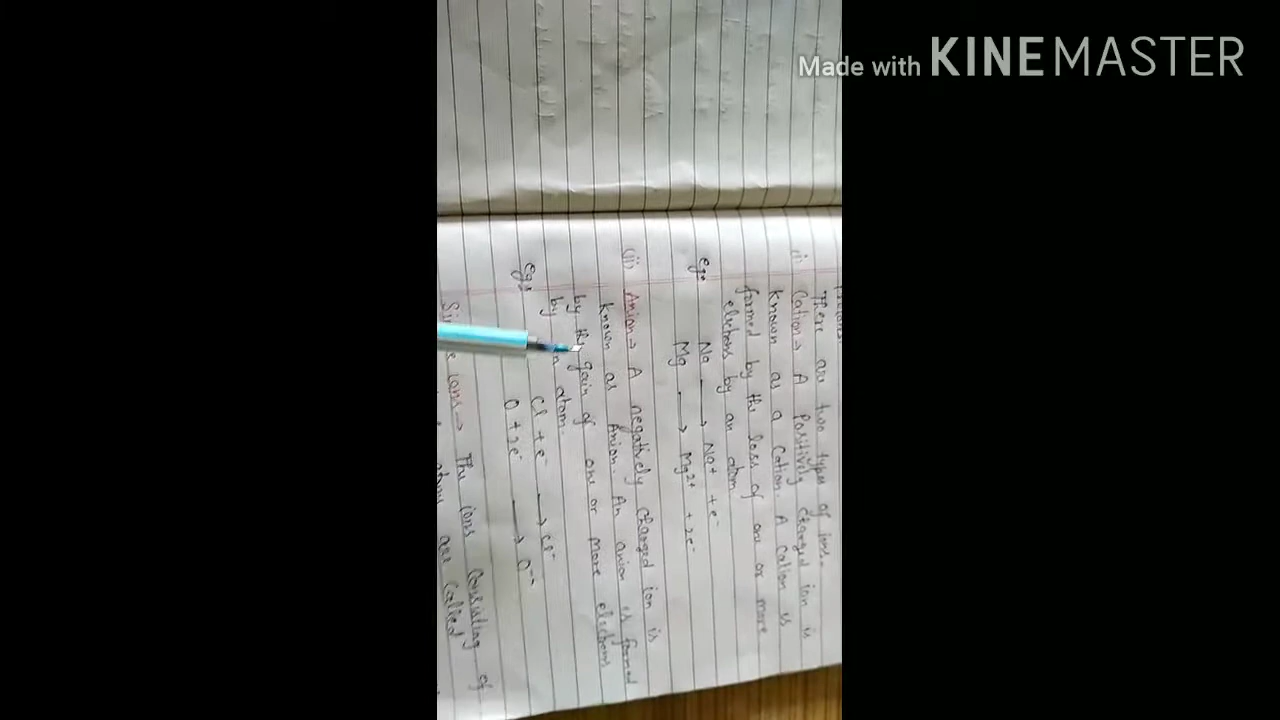 Made with KINEMASTER
There are two types of ions.
(i) Cation → A Positively charged ion is
known as a Cation. A Cation is
formed by the loss of one or more
electrons by an atom
eg: Na → Na⁺ + e⁻
Mg → Mg²⁺ + 2e⁻
(ii) Anion → A negatively charged ion is
known as Anion. An anion is formed
by the gain of one or more electrons
by an atom.
eg: Cl + e⁻ → Cl⁻
O + 2e⁻ → O⁻⁻
ions → The ions consisting of
atoms are called